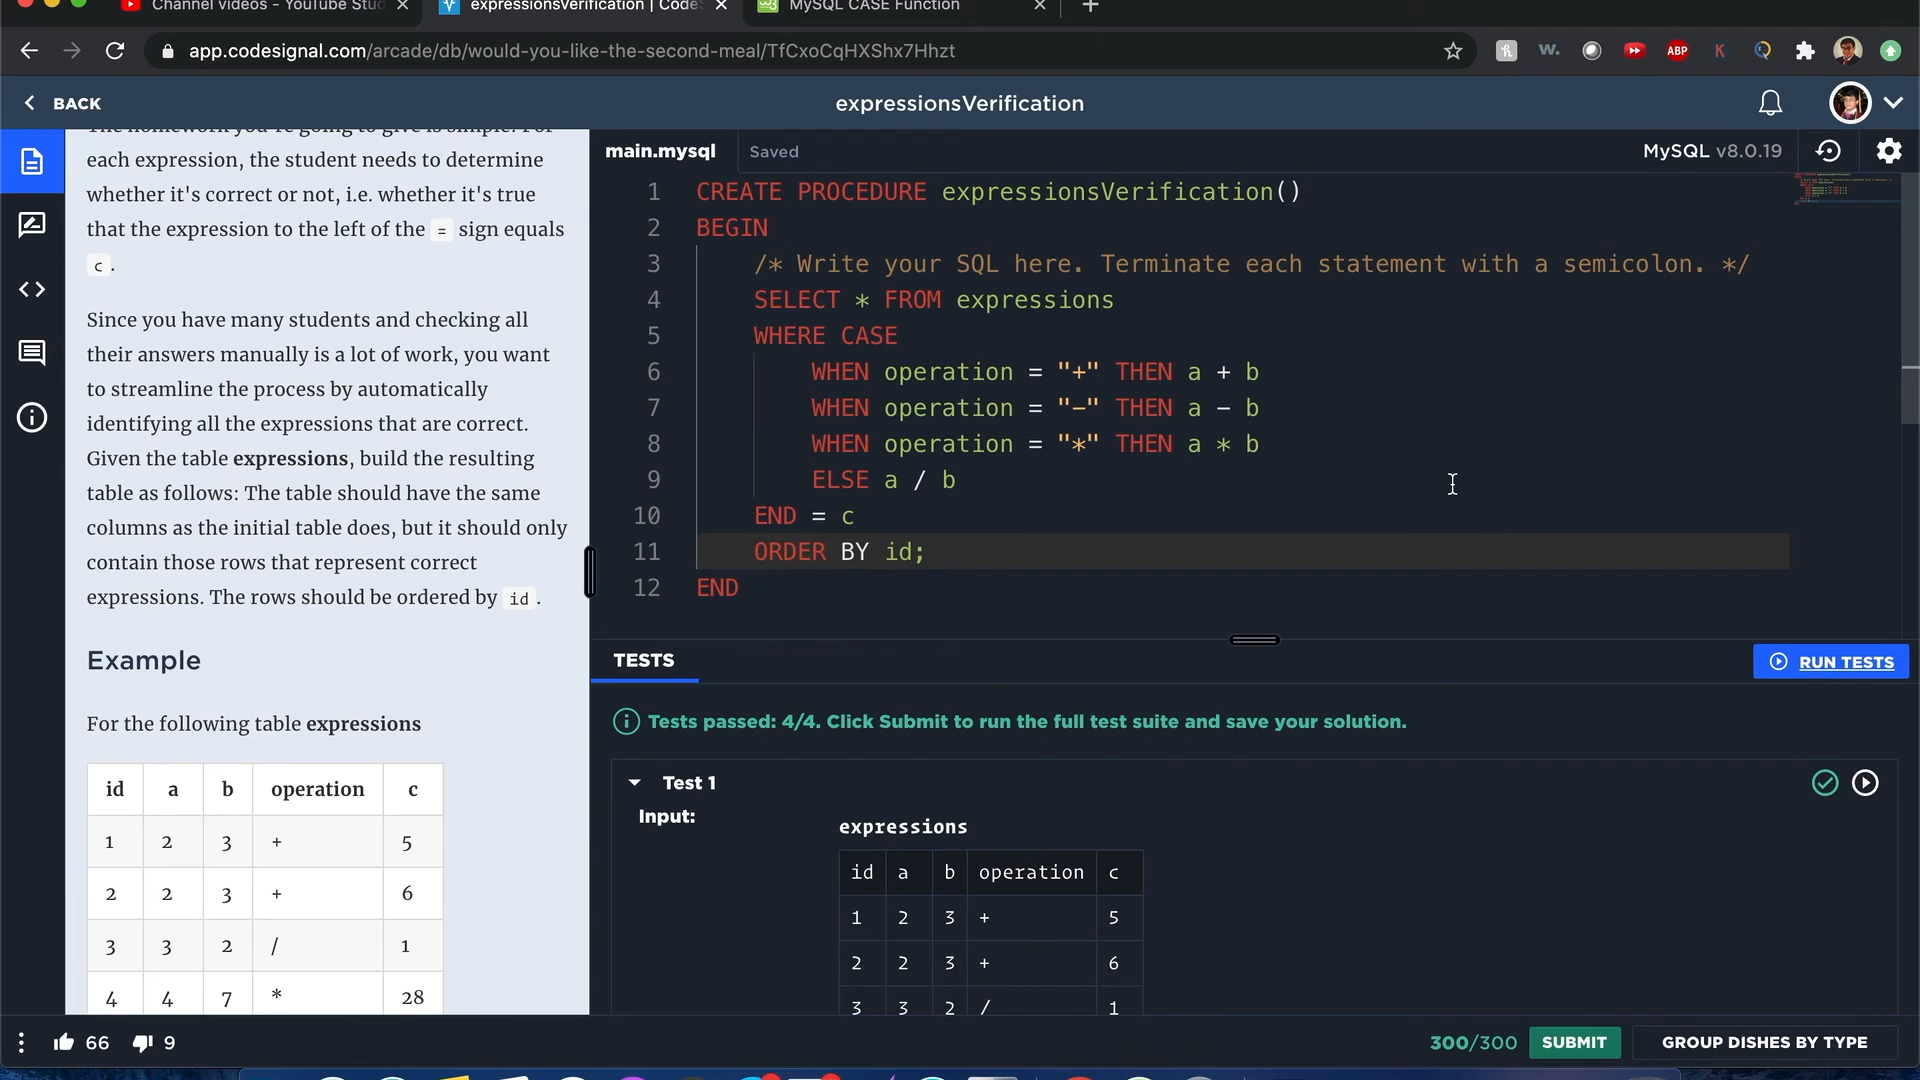 Channel videos - YouTube Stud
expressionsVerification | CodeS
MySQL CASE Function
app.codesignal.com/arcade/db/would-you-like-the-second-meal/TfCxoCqHXShx7Hhzt
ABP
BACK
expressionsVerification
The homework you're going to give is simple. For
each expression, the student needs to determine
whether it's correct or not, i.e. whether it's true
that the expression to the left of the = sign equals
c .
Since you have many students and checking all
their answers manually is a lot of work, you want
to streamline the process by automatically
identifying all the expressions that are correct.
Given the table expressions, build the resulting
table as follows: The table should have the same
columns as the initial table does, but it should only
contain those rows that represent correct
expressions. The rows should be ordered by id .
Example
For the following table expressions
id a b operation c
1 2 3 + 5
2 2 3 + 6
3 3 2 / 1
4 4 7 * 28
main.mysql Saved MySQL v8.0.19
1 CREATE PROCEDURE expressionsVerification()
2 BEGIN
3 /* Write your SQL here. Terminate each statement with a semicolon. */
4 SELECT * FROM expressions
5 WHERE CASE
6 WHEN operation = "+" THEN a + b
7 WHEN operation = "-" THEN a - b
8 WHEN operation = "*" THEN a * b
9 ELSE a / b
10 END = c
11 ORDER BY id;
12 END
TESTS
RUN TESTS
Tests passed: 4/4. Click Submit to run the full test suite and save your solution.
Test 1
Input:
expressions
id a b operation c
1 2 3 + 5
2 2 3 + 6
3 3 2 / 1
66 9
300/300 SUBMIT GROUP DISHES BY TYPE